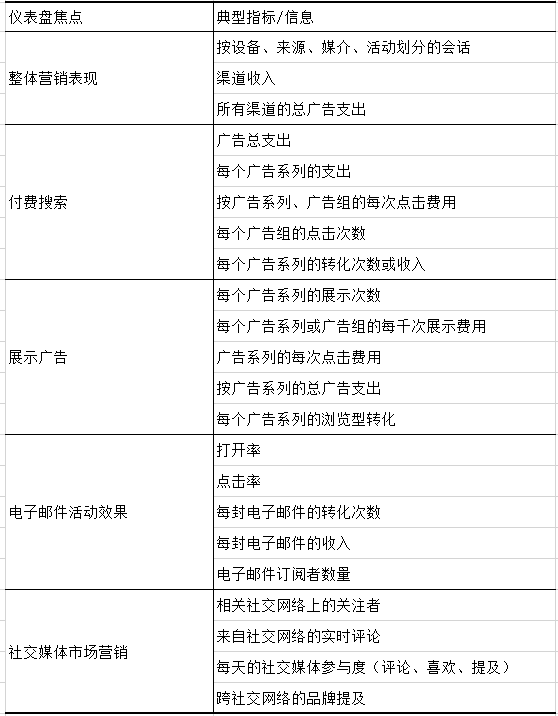 仪表盘焦点 典型指标/信息
按设备、来源、媒介、活动划分的会话
整体营销表现 渠道收入
所有渠道的总广告支出
广告总支出
每个广告系列的支出
付费搜索 按广告系列、广告组的每次点击费用
每个广告组的点击次数
每个广告系列的转化次数或收入
每个广告系列的展示次数
每个广告系列或广告组的每千次展示费用
展示广告 广告系列的每次点击费用
按广告系列的总广告支出
每个广告系列的浏览型转化
打开率
点击率
电子邮件活动效果 每封电子邮件的转化次数
每封电子邮件的收入
电子邮件订阅者数量
相关社交网络上的关注者
来自社交网络的实时评论
社交媒体市场营销 每天的社交媒体参与度（评论、喜欢、提及）
跨社交网络的品牌提及